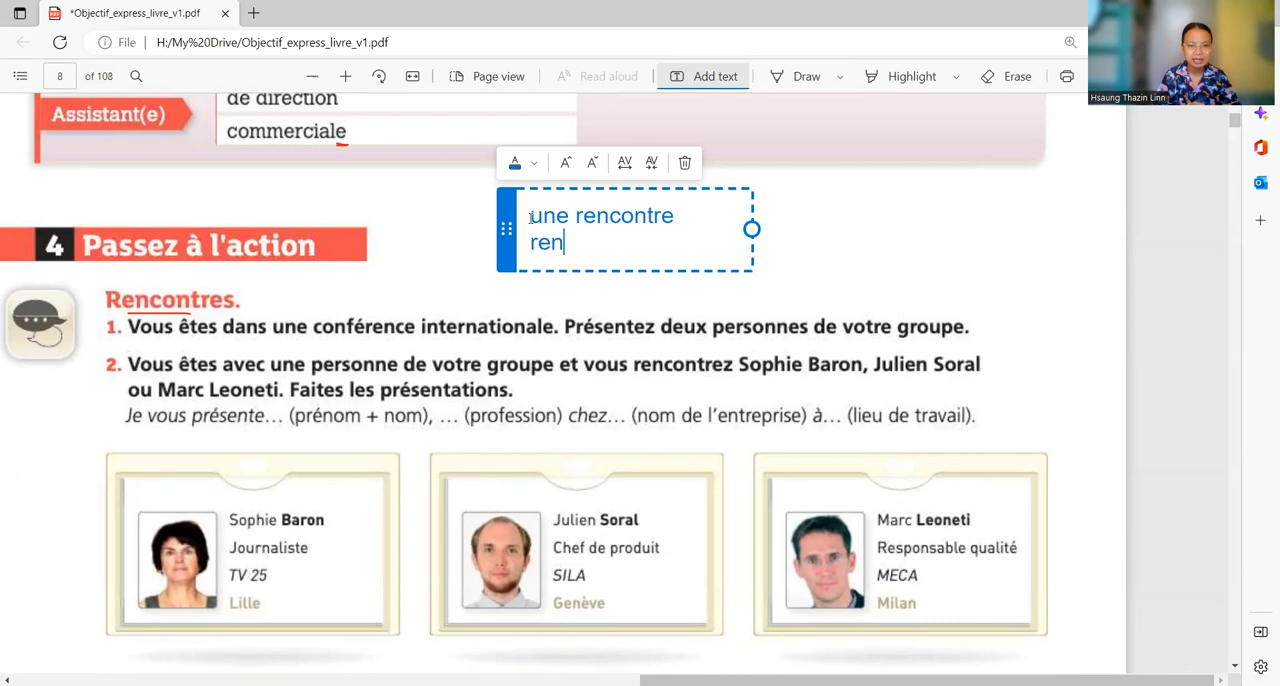 *Objectif_express_livre_v1.pdf
File H:/My%20Drive/Objectif_express_livre_v1.pdf
8 of 108 Page view Read aloud Add text Draw Highlight Erase
Hsaung Thazin Linn
Assistant(e)
de direction
commerciale
une rencontre
ren
4 Passez à l'action
Rencontres.
1. Vous êtes dans une conférence internationale. Présentez deux personnes de votre groupe.
2. Vous êtes avec une personne de votre groupe et vous rencontrez Sophie Baron, Julien Soral
ou Marc Leoneti. Faites les présentations.
Je vous présente… (prénom + nom), … (profession) chez… (nom de l'entreprise) à… (lieu de travail).
Sophie Baron
Journaliste
TV 25
Lille
Julien Soral
Chef de produit
SILA
Genève
Marc Leoneti
Responsable qualité
MECA
Milan